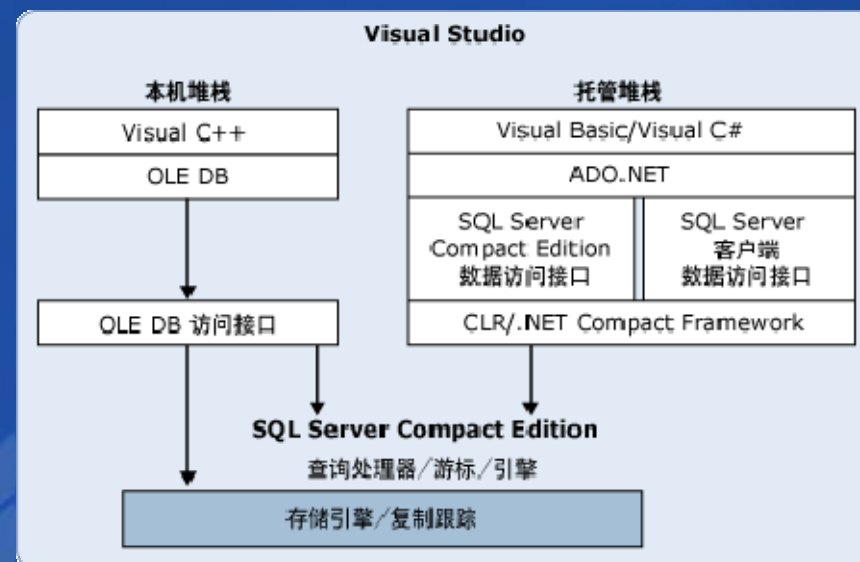 Visual Studio
本机堆栈
Visual C++
OLE DB
OLE DB 访问接口
托管堆栈
Visual Basic/Visual C#
ADO.NET
SQL Server
Compact Edition
数据访问接口
SQL Server
客户端
数据访问接口
CLR/.NET Compact Framework
SQL Server Compact Edition
查询处理器/游标/引擎
存储引擎/复制跟踪